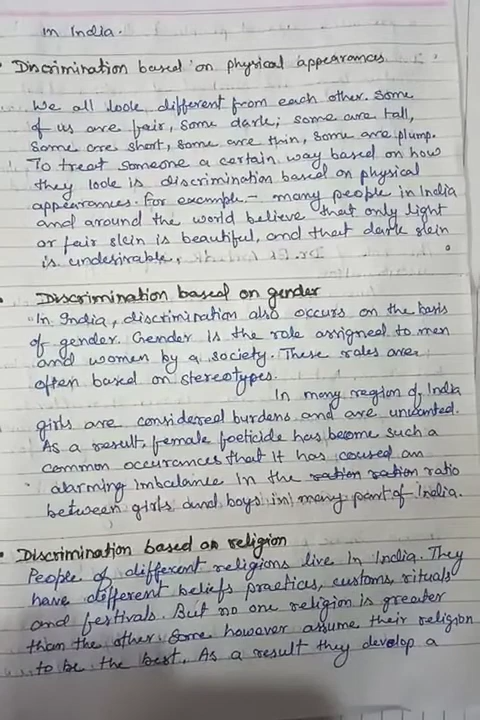 in India.
• Discrimination based on physical appearances
We all look different from each other. Some
of us are fair, some dark; some are tall,
some are short, some are thin, some are plump.
To treat someone a certain way based on how
they look is discrimination based on physical
appearances. For example - many people in India
and around the world believe that only light
or fair skin is beautiful, and that dark skin
is undesirable,
• Discrimination based on gender
In India, discrimination also occurs on the basis
of gender. Gender is the role assigned to men
and women by a society. These roles are
often based on stereotypes.
In many region of India
girls are considered burdens and are unwanted.
As a result, female foeticide has become such a
common occurances that it has caused an
alarming imbalance in the ration ration ratio
between girls and boys in many part of India.
• Discrimination based on religion
People of different religions live in India. They
have different beliefs practices, customs, rituals
and festivals. But no one religion is greater
than the other. Some however assume their religion
to be the best. As a result they develop a